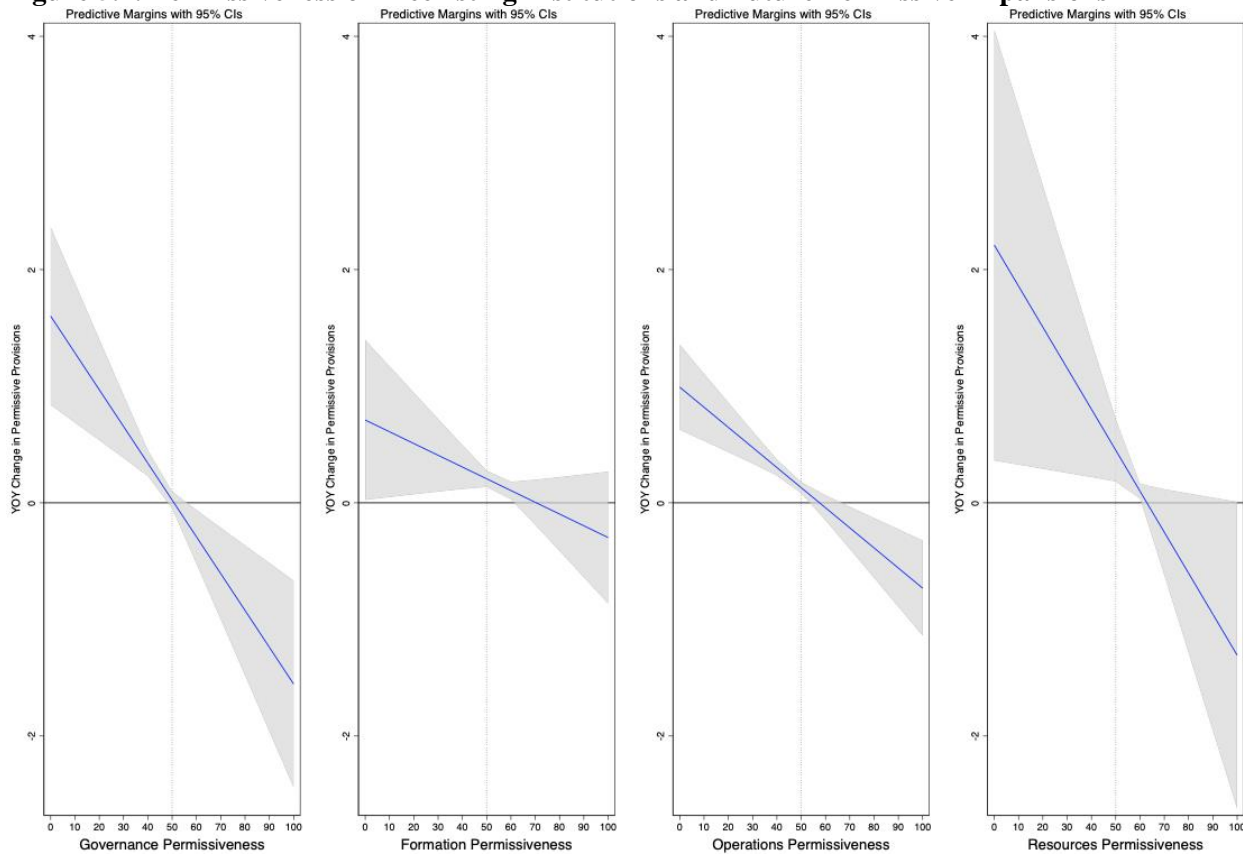 Predictive Margins with 95% CIs
Predictive Margins with 95% CIs
Predictive Margins with 95% CIs
Predictive Margins with 95% CIs
YOY Change in Permissive Provisions
4
2
0
-2
0 10 20 30 40 50 60 70 80 90 100
Governance Permissiveness
YOY Change in Permissive Provisions
4
2
0
-2
0 10 20 30 40 50 60 70 80 90 100
Formation Permissiveness
YOY Change in Permissive Provisions
4
2
0
-2
0 10 20 30 40 50 60 70 80 90 100
Operations Permissiveness
YOY Change in Permissive Provisions
4
2
0
-2
0 10 20 30 40 50 60 70 80 90 100
Resources Permissiveness